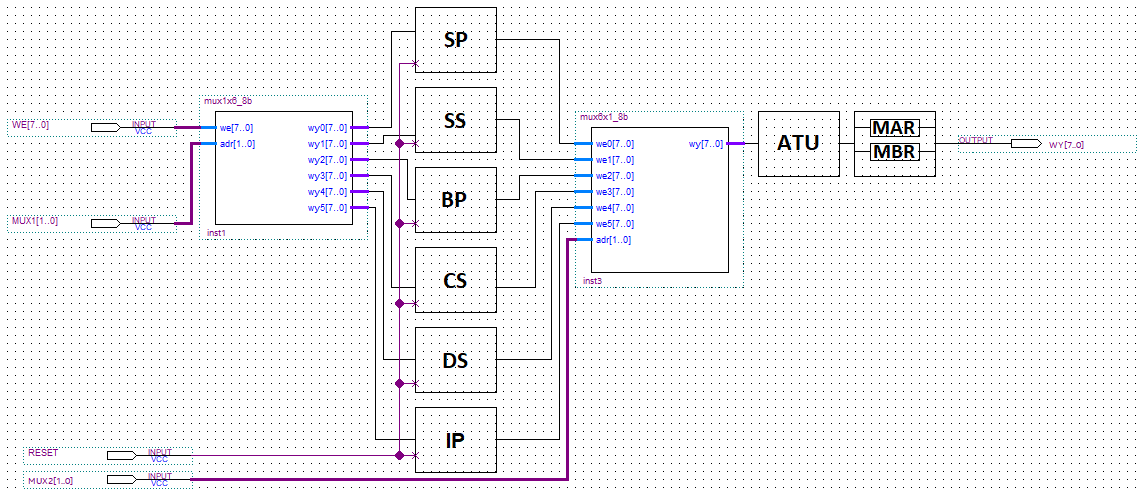 SP
mux1x6_8b
mux6x1_8b
WE[7..0]
INPUT
VCC
we[7..0]
adr[1..0]
wy0[7..0]
wy1[7..0]
wy2[7..0]
wy3[7..0]
wy4[7..0]
wy5[7..0]
inst1
MUX1[1..0]
INPUT
VCC
SS
BP
CS
DS
IP
we0[7..0]
we1[7..0]
we2[7..0]
we3[7..0]
we4[7..0]
we5[7..0]
adr[1..0]
wy[7..0]
inst3
ATU
MAR
MBR
OUTPUT
WY[7..0]
RESET
INPUT
VCC
MUX2[1..0]
INPUT
VCC